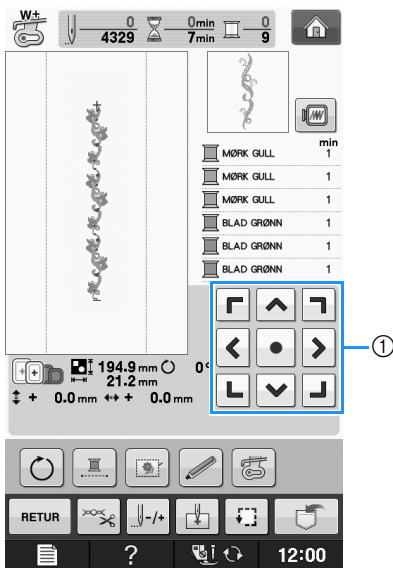 W+ 0 0min 0
4329 7min 9
min
MØRK GULL 1
MØRK GULL 1
MØRK GULL 1
BLAD GRØNN 1
BLAD GRØNN 1
BLAD GRØNN 1
①
194.9 mm 0°
21.2 mm
+ 0.0 mm + 0.0 mm
RETUR -/+
? 12:00